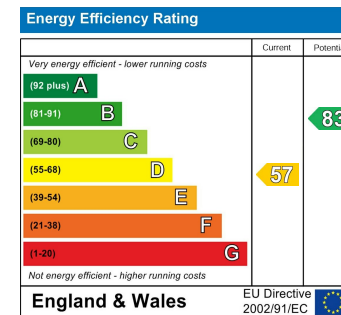 Energy Efficiency Rating
Current
Very energy efficient - lower running costs
(92 plus) A
(81-91) B
83
(69-80) C
(55-68) D
57
(39-54) E
(21-38) F
(1-20) G
Not energy efficient - higher running costs
England & Wales
EU Directive
2002/91/EC